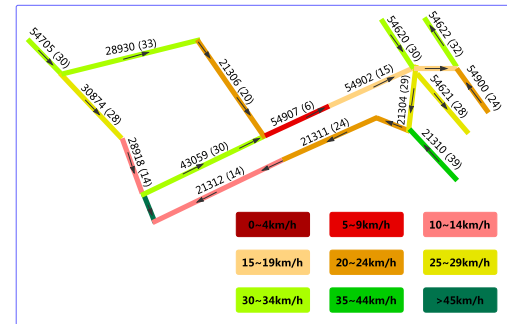 54705 (30)
28930 (33)
30874 (28)
21306 (20)
28918 (14)
43059 (30)
54907 (6)
54902 (15)
54620 (30)
54622 (32)
54900 (24)
54621 (28)
21304 (29)
21311 (24)
21310 (39)
21312 (14)
0~4km/h
5~9km/h
10~14km/h
15~19km/h
20~24km/h
25~29km/h
30~34km/h
35~44km/h
>45km/h